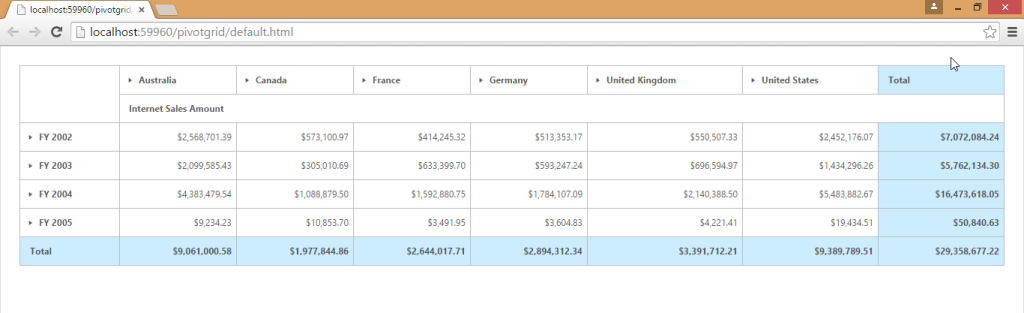 localhost:59960/pivotgrid
localhost:59960/pivotgrid/default.html
Australia Canada France Germany United Kingdom United States Total
Internet Sales Amount
FY 2002 $2,568,701.39 $573,100.97 $414,245.32 $513,353.17 $550,507.33 $2,452,176.07 $7,072,084.24
FY 2003 $2,099,585.43 $305,010.69 $633,399.70 $593,247.24 $696,594.97 $1,434,296.26 $5,762,134.30
FY 2004 $4,383,479.54 $1,088,879.50 $1,592,880.75 $1,784,107.09 $2,140,388.50 $5,483,882.67 $16,473,618.05
FY 2005 $9,234.23 $10,853.70 $3,491.95 $3,604.83 $4,221.41 $19,434.51 $50,840.63
Total $9,061,000.58 $1,977,844.86 $2,644,017.71 $2,894,312.34 $3,391,712.21 $9,389,789.51 $29,358,677.22